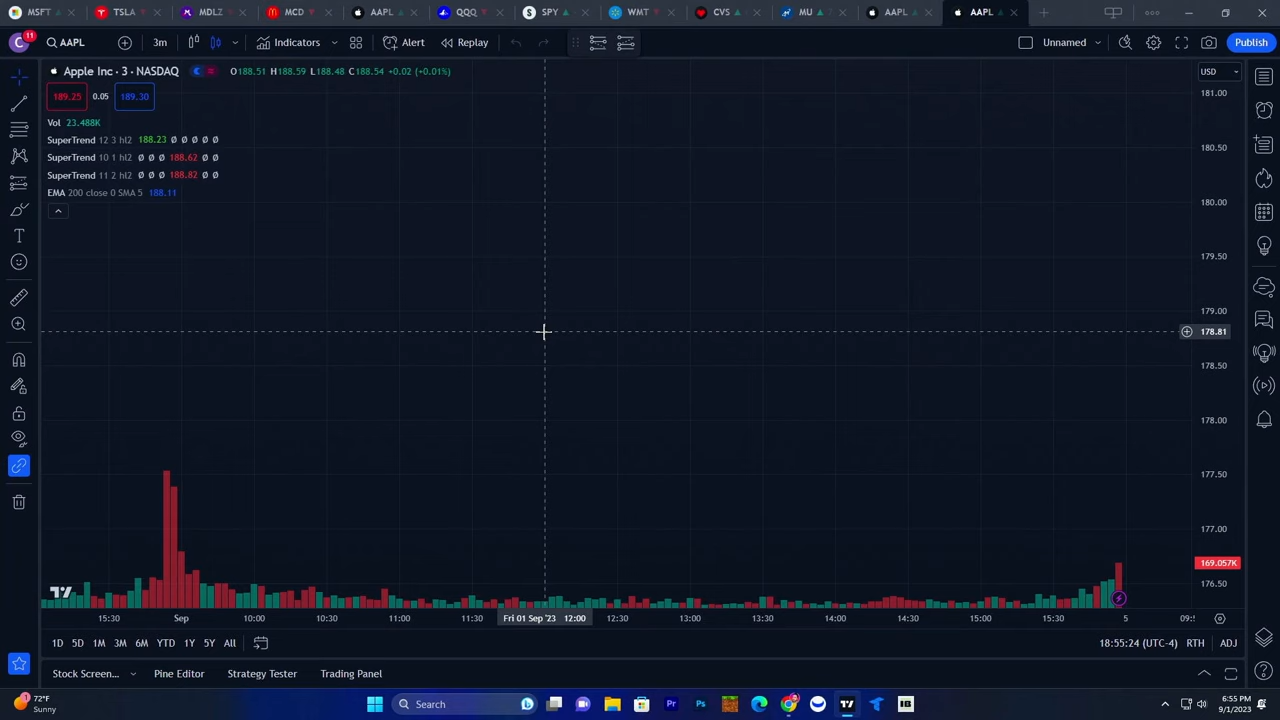 MSFT TSLA MDLZ MCD AAPL QQQ SPY WMT CVS MU AAPL AAPL
C 11 AAPL 3m Indicators Alert Replay Unnamed Publish
Apple Inc · 3 · NASDAQ O188.51 H188.59 L188.48 C188.54 +0.02 (+0.01%) USD
189.25 0.05 189.30
Vol 23.488K
SuperTrend 12 3 hl2 188.23 Ø Ø Ø Ø Ø
SuperTrend 10 1 hl2 Ø Ø Ø 188.62 Ø Ø
SuperTrend 11 2 hl2 Ø Ø Ø 188.82 Ø Ø
EMA 200 close 0 SMA 5 188.11
181.00
180.50
180.00
179.50
179.00
178.81
178.50
178.00
177.50
177.00
169.057K
176.50
15:30 Sep 10:00 10:30 11:00 11:30 Fri 01 Sep '23 12:00 12:30 13:00 13:30 14:00 14:30 15:00 15:30 5 09:5
1D 5D 1M 3M 6M YTD 1Y 5Y All 18:55:24 (UTC-4) RTH ADJ
Stock Screen... Pine Editor Strategy Tester Trading Panel
1 72°F
Sunny
Search
IB
6:55 PM
9/1/2023